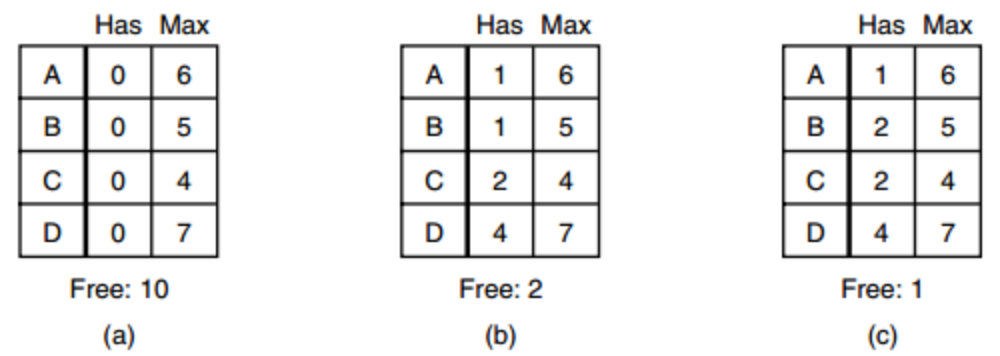 Has Max Has Max Has Max
A 0 6 A 1 6 A 1 6
B 0 5 B 1 5 B 2 5
C 0 4 C 2 4 C 2 4
D 0 7 D 4 7 D 4 7
Free: 10 Free: 2 Free: 1
(a) (b) (c)